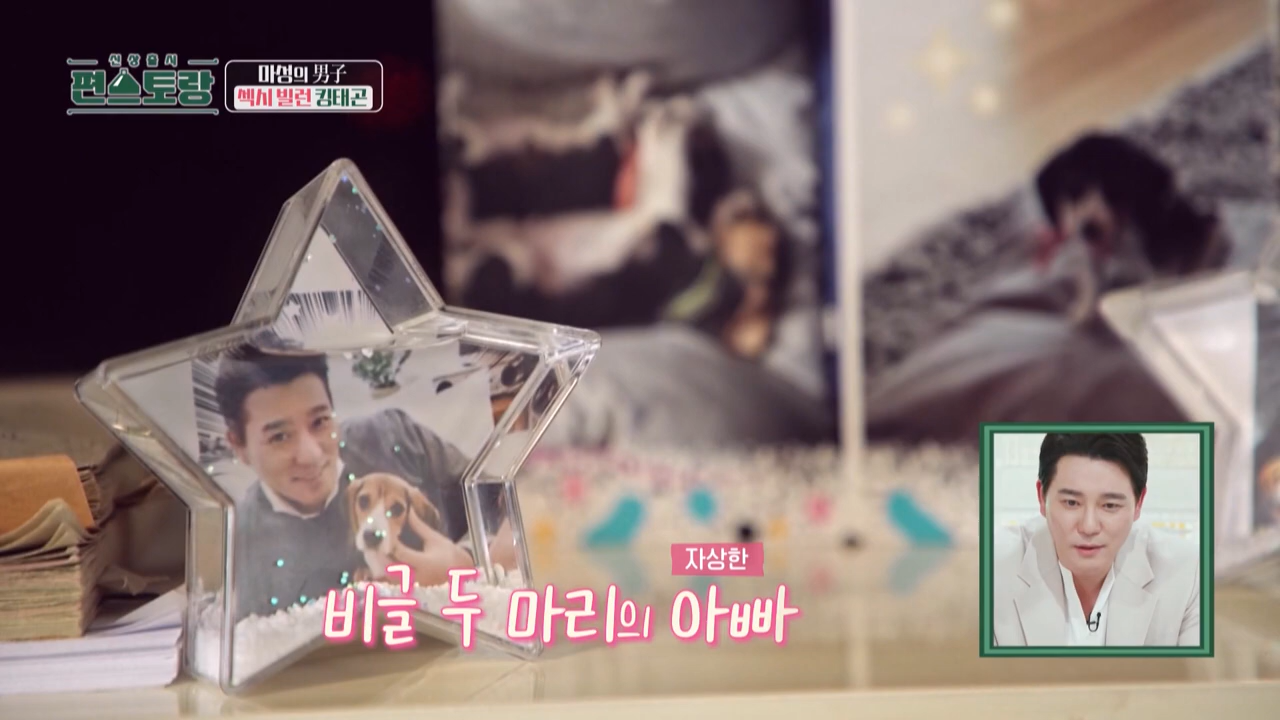 신상출시
편스토랑
마성의 男子
섹시 빌런 킹태곤
자상한
비글 두 마리의 아빠